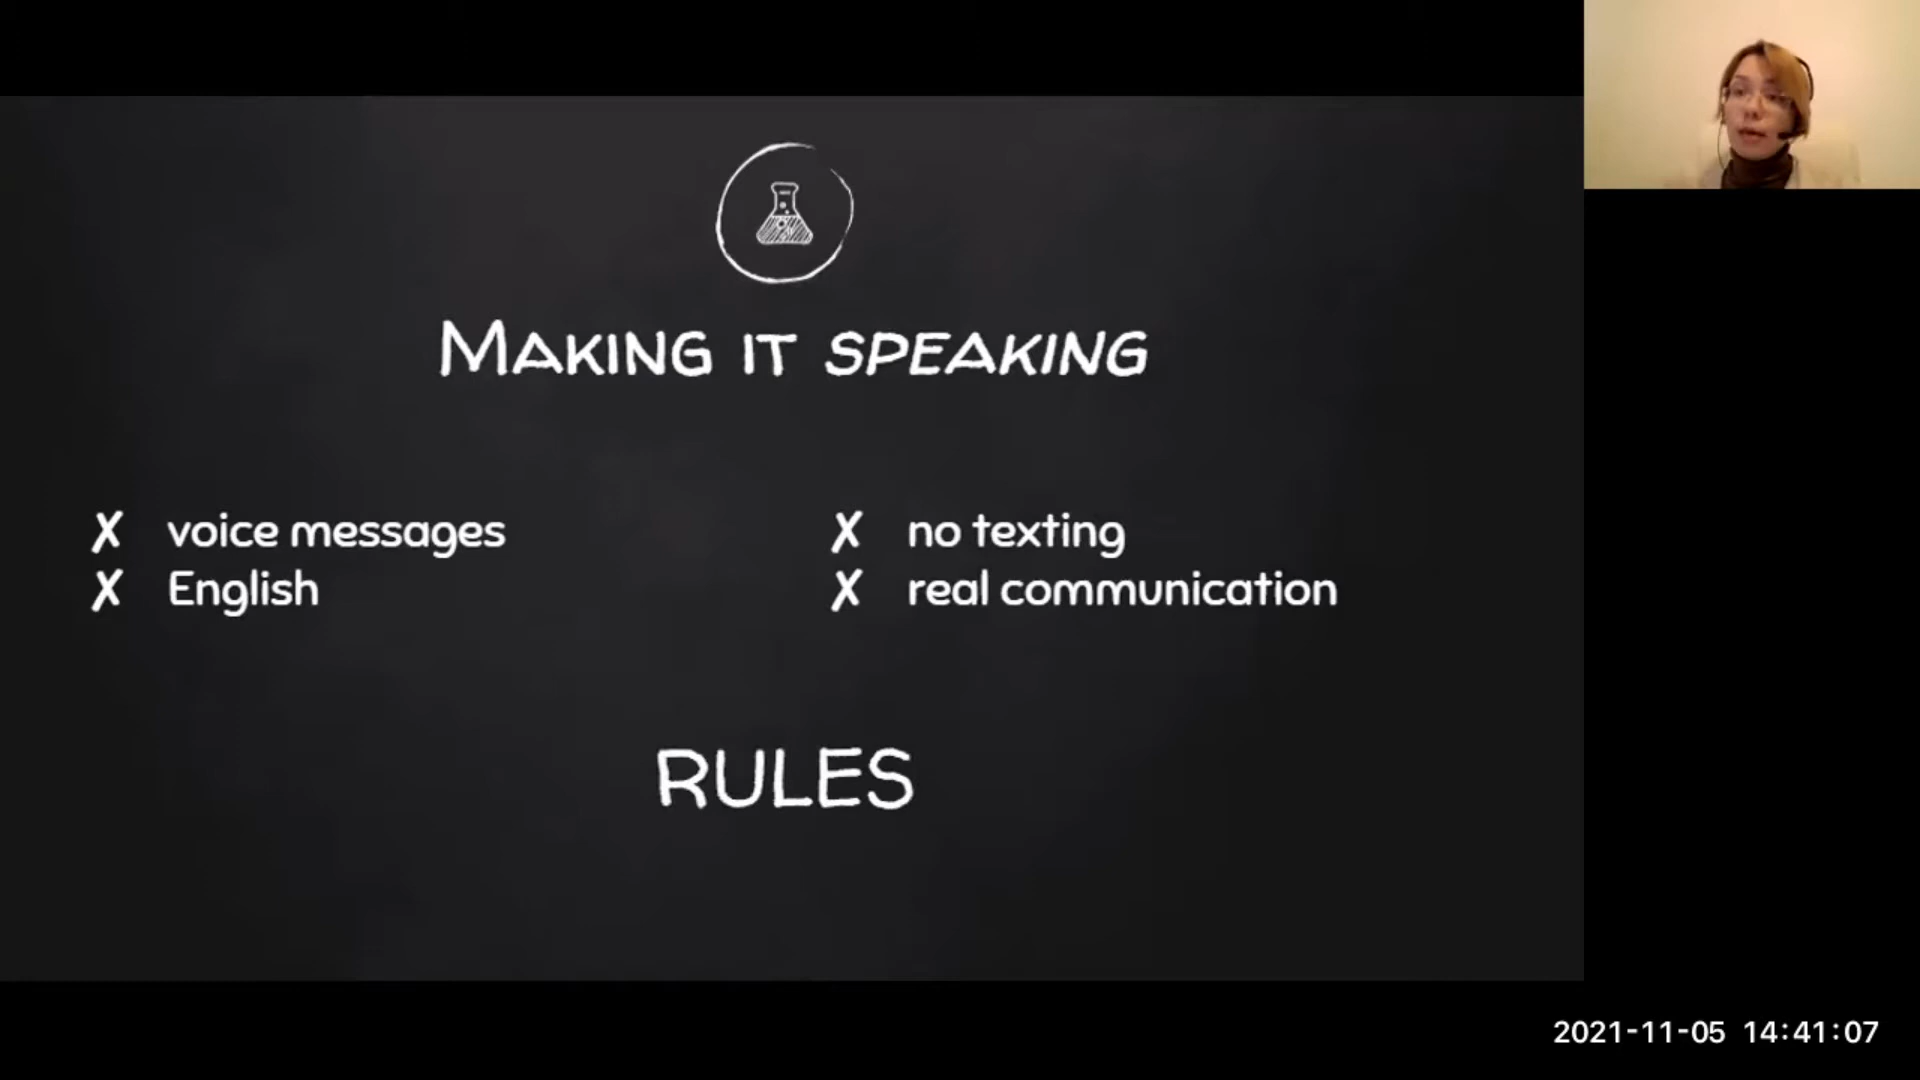 Making it speaking
✗ voice messages
✗ English
✗ no texting
✗ real communication
RULES
2021-11-05 14:41:07